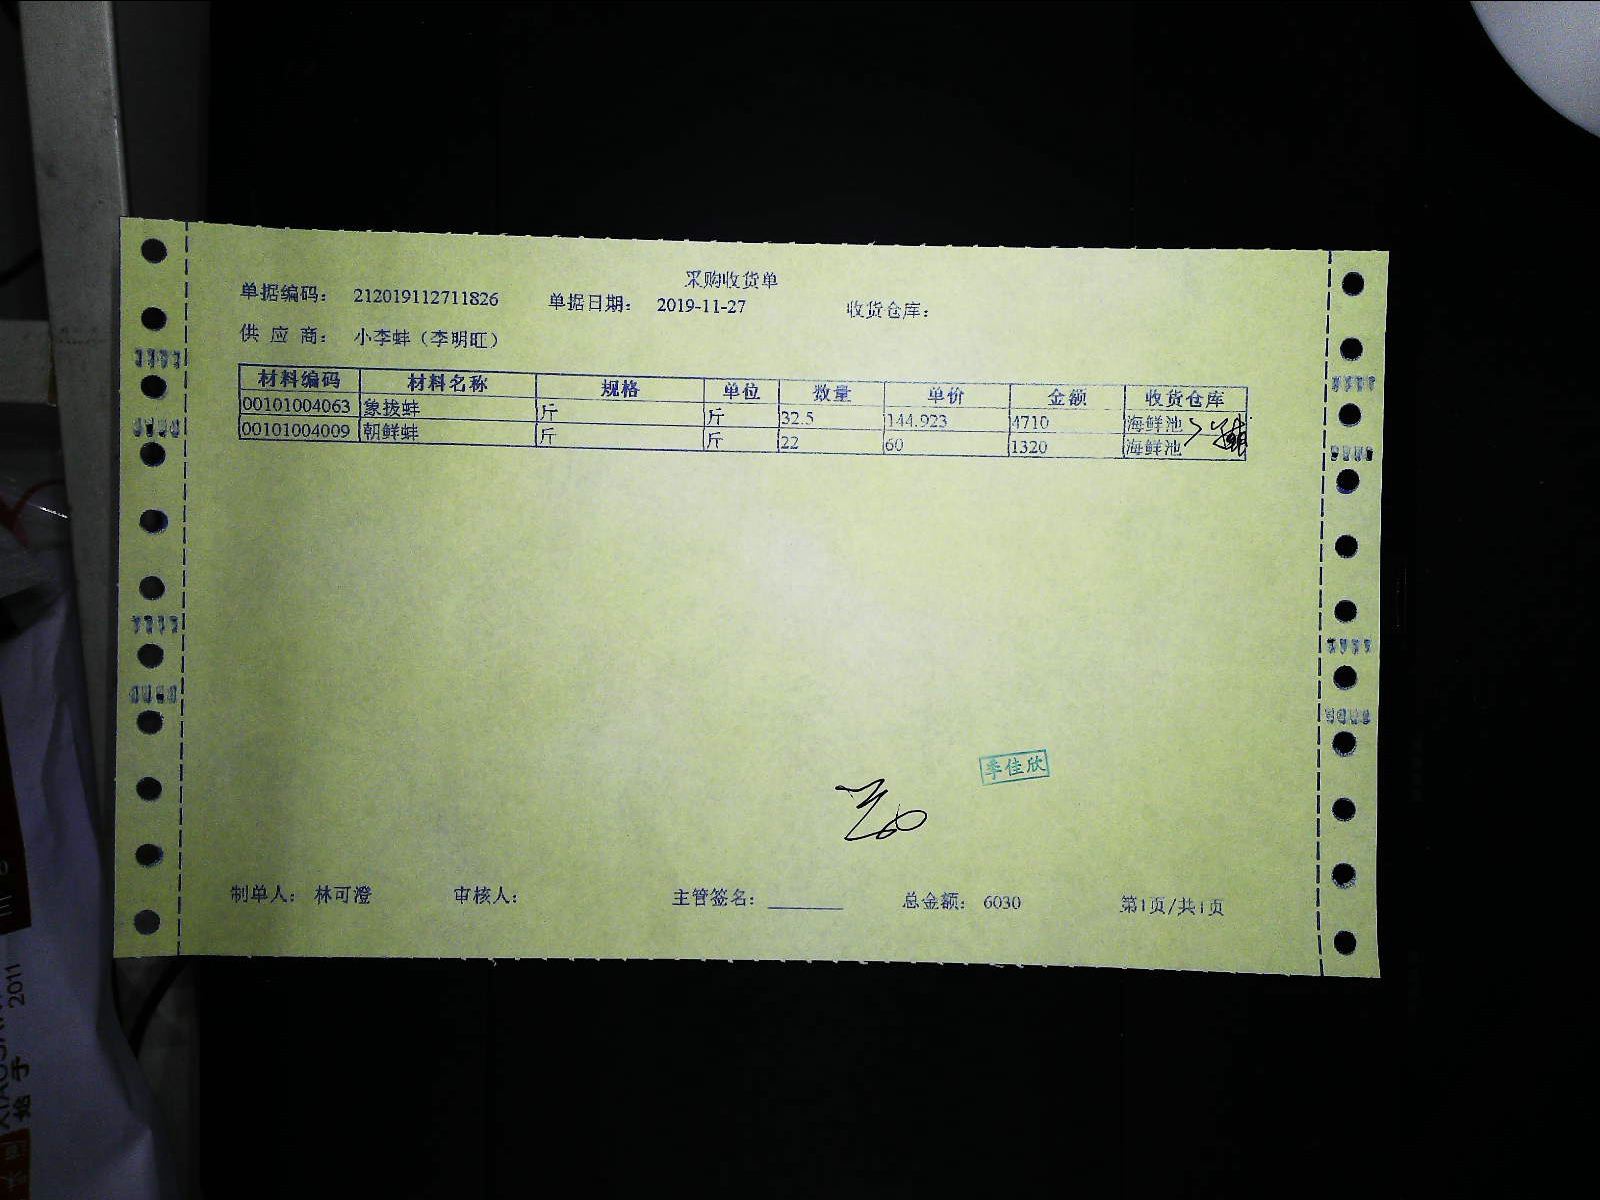 采购收货单
单据编码： 212019112711826 单据日期： 2019-11-27 收货仓库：
供 应 商： 小李蚌（李明旺）
材料编码 材料名称 规格 单位 数量 单价 金额 收货仓库
00101004063 象拔蚌 斤 斤 32.5 144.923 4710 海鲜池
00101004009 朝鲜蚌 斤 斤 22 60 1320 海鲜池
李佳欣
制单人： 林可澄 审核人： 主管签名： 总金额： 6030 第1页/共1页
2011